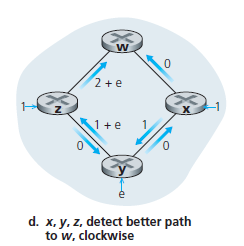 w
0
2 + e
1
z
x
1
1 + e
1
0
0
y
e
d. x, y, z, detect better path
to w, clockwise